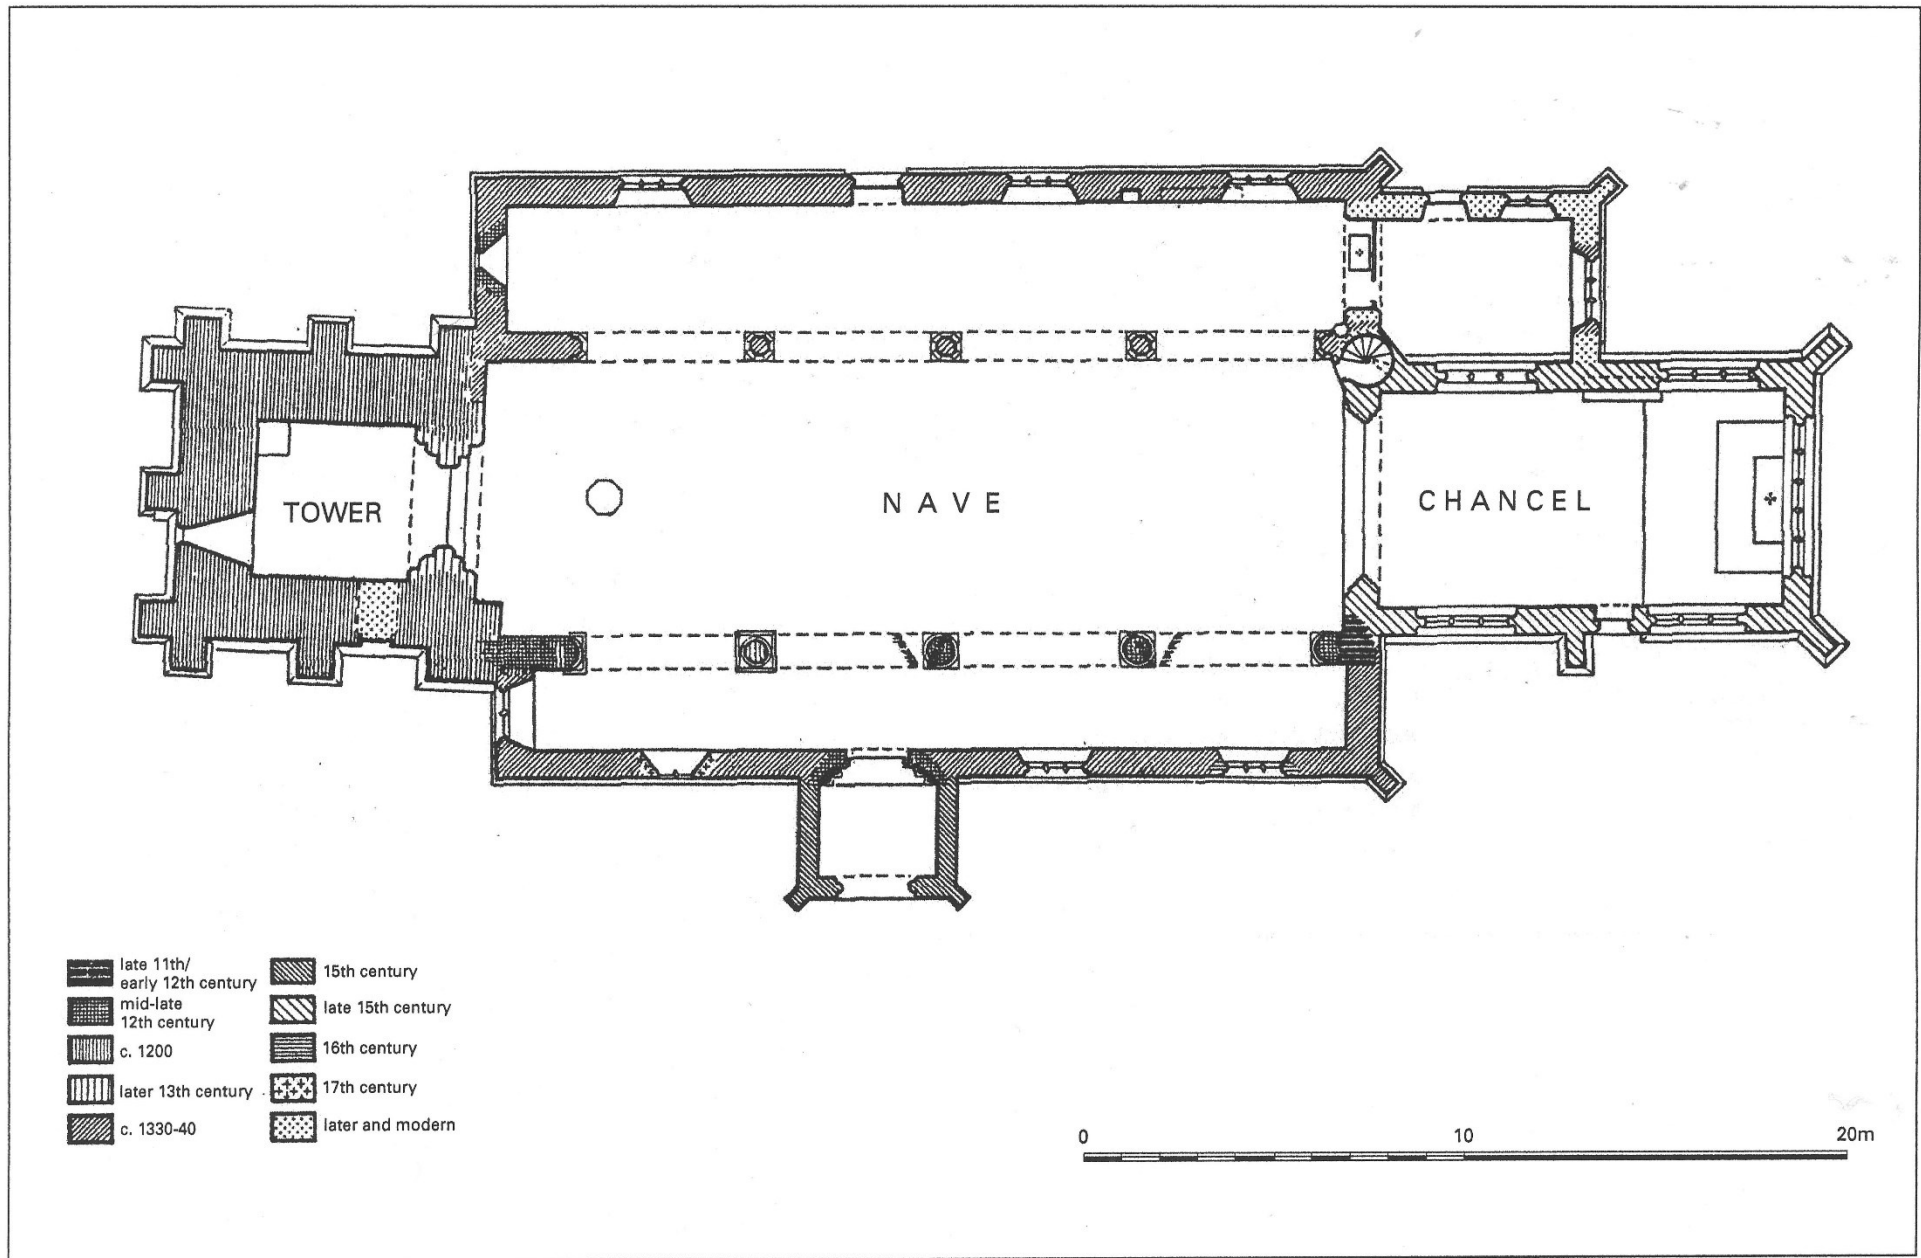 TOWER
NAVE
CHANCEL
late 11th/
early 12th century
mid-late
12th century
c. 1200
later 13th century
c. 1330-40
15th century
late 15th century
16th century
17th century
later and modern
0 10 20m